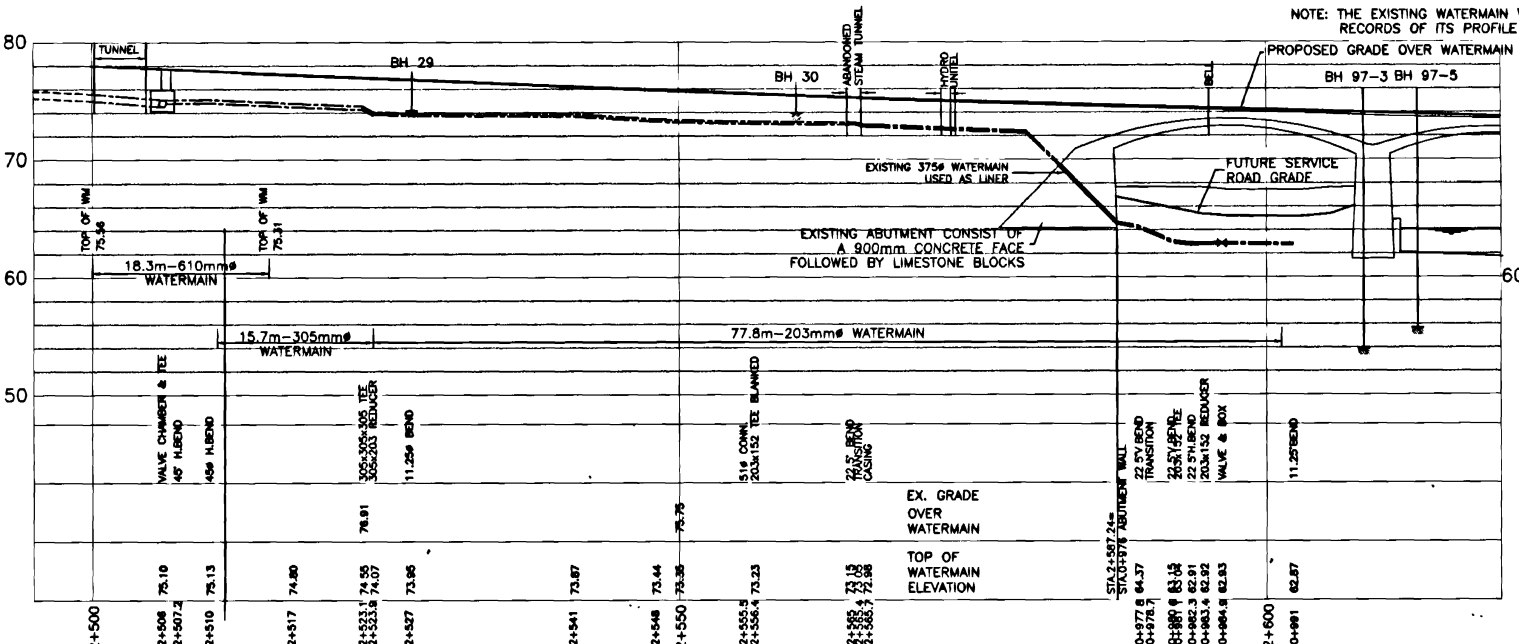 NOTE: THE EXISTING WATERMAIN
RECORDS OF ITS PROFILE
PROPOSED GRADE OVER WATERMAIN
80
TUNNEL
BH 29
BH 30
ABANDONED
STEAM TUNNEL
HYDRO
UNITEL
BELL
BH 97-3 BH 97-5
70
EXISTING 375ø WATERMAIN
USED AS LINER
FUTURE SERVICE
ROAD GRADE
TOP OF WM
75.56
TOP OF WM
75.31
EXISTING ABUTMENT CONSIST OF
A 900mm CONCRETE FACE
FOLLOWED BY LIMESTONE BLOCKS
60
18.3m-610mmø
WATERMAIN
60
15.7m-305mmø
WATERMAIN
77.8m-203mmø WATERMAIN
50
VALVE CHAMBER & TEE
45° H.BEND
45ø H.BEND
305x305x305 TEE
305x203 REDUCER
11.25ø BEND
51ø CONN.
203x152 TEE BLANKED
22.5° BEND
TRANSITION
CASING
STA.2+587.24=
STA.0+976 ABUTMENT WALL
22.5°V.BEND
TRANSITION
22.5°V.BEND
203x152 TEE
22.5°H.BEND
203x152 REDUCER
VALVE & BOX
11.25°BEND
EX. GRADE
OVER
WATERMAIN
76.91
75.75
TOP OF
WATERMAIN
ELEVATION
75.10
75.13
74.80
74.55
74.07
73.95
73.87
73.44
73.35
73.23
73.15
73.05
72.98
64.37
63.15
63.04
62.91
62.92
62.93
62.87
2+500
2+506
2+507.2
2+510
2+517
2+523.1
2+523.9
2+527
2+541
2+548
2+550
2+555.5
2+556.4
2+565
2+565.4
2+565.7
0+977.8
0+978.7
0+981.1
0+982.3
0+983.4
0+984.9
2+600
0+991